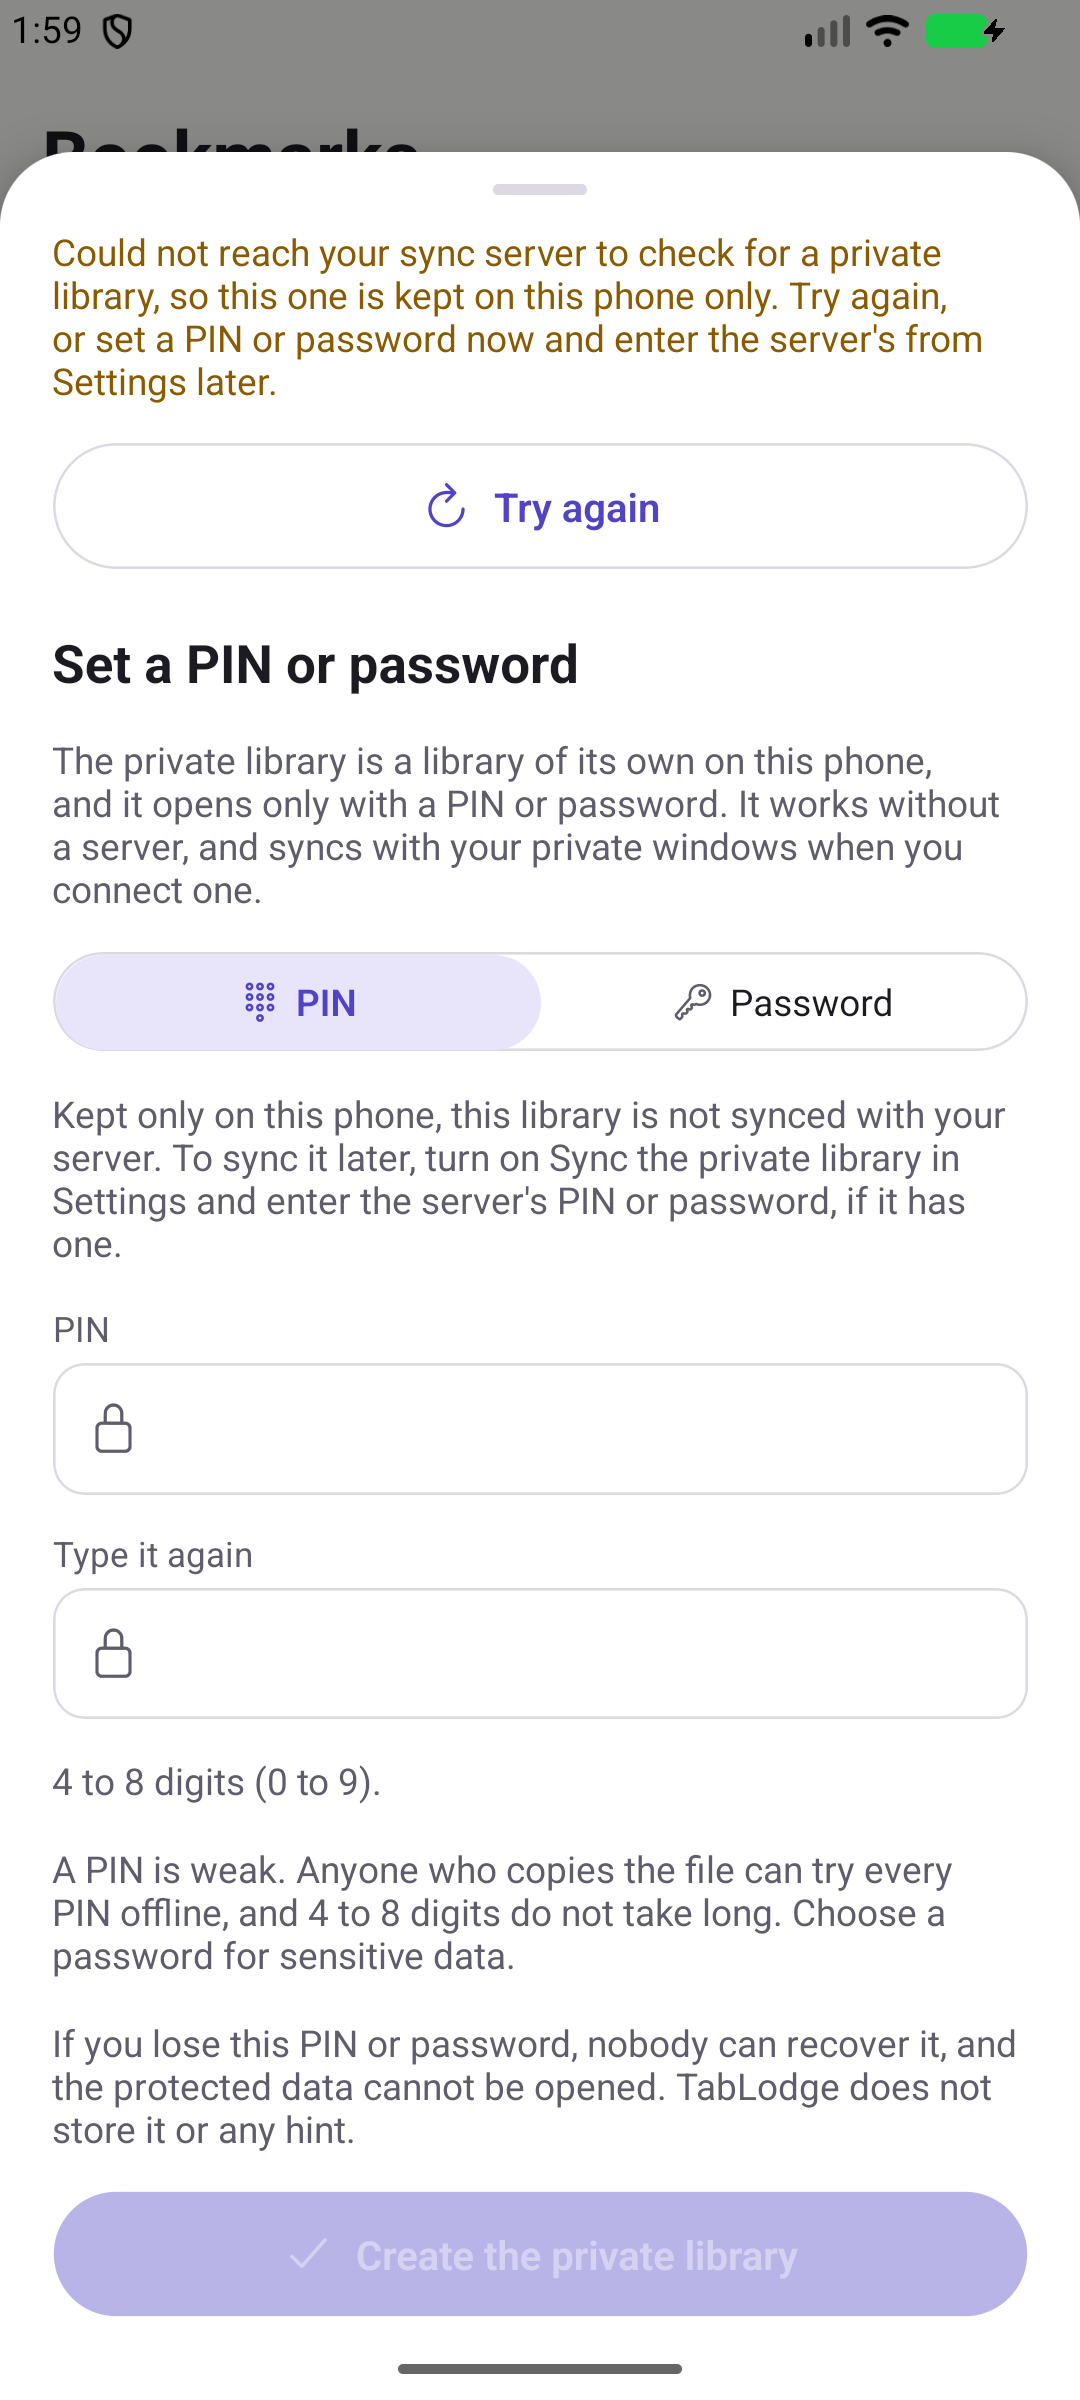 1:59
Bookmarks
Could not reach your sync server to check for a private
library, so this one is kept on this phone only. Try again,
or set a PIN or password now and enter the server's from
Settings later.
Try again
Set a PIN or password
The private library is a library of its own on this phone,
and it opens only with a PIN or password. It works without
a server, and syncs with your private windows when you
connect one.
PIN
Password
Kept only on this phone, this library is not synced with your
server. To sync it later, turn on Sync the private library in
Settings and enter the server's PIN or password, if it has
one.
PIN
Type it again
4 to 8 digits (0 to 9).
A PIN is weak. Anyone who copies the file can try every
PIN offline, and 4 to 8 digits do not take long. Choose a
password for sensitive data.
If you lose this PIN or password, nobody can recover it, and
the protected data cannot be opened. TabLodge does not
store it or any hint.
Create the private library